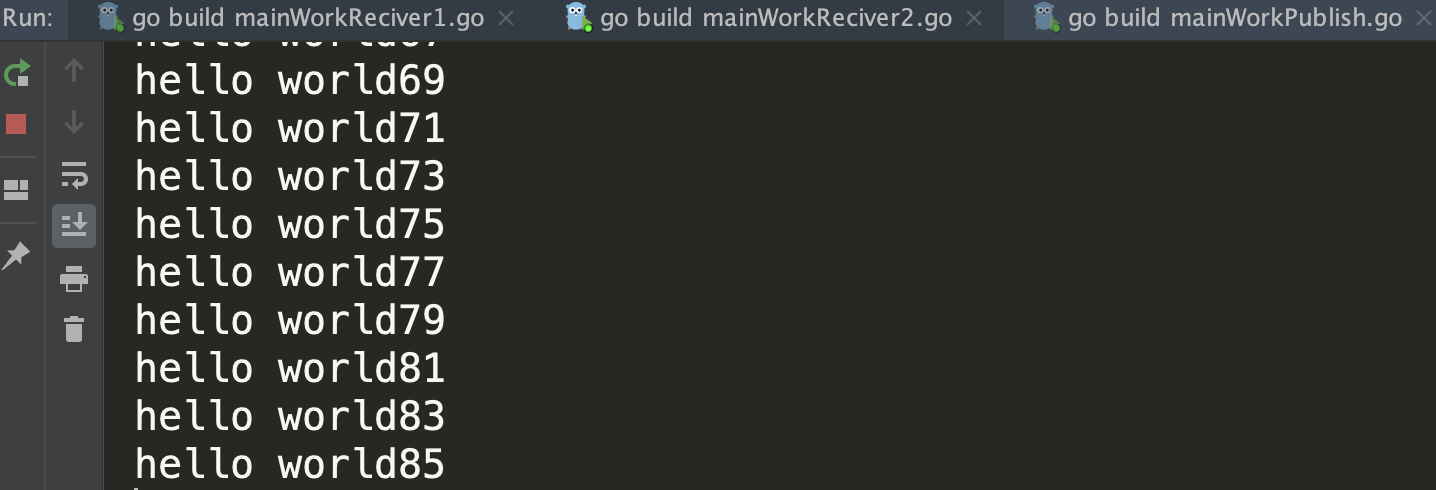 Run: go build mainWorkReciver1.go go build mainWorkReciver2.go go build mainWorkPublish.go
hello world69
hello world71
hello world73
hello world75
hello world77
hello world79
hello world81
hello world83
hello world85